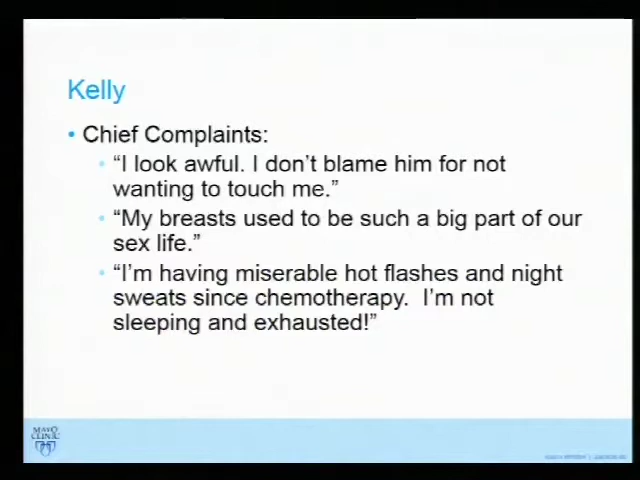 Kelly
• Chief Complaints:
• “I look awful. I don’t blame him for not
wanting to touch me.”
• “My breasts used to be such a big part of our
sex life.”
• “I’m having miserable hot flashes and night
sweats since chemotherapy.  I’m not
sleeping and exhausted!”
MAYO
CLINIC